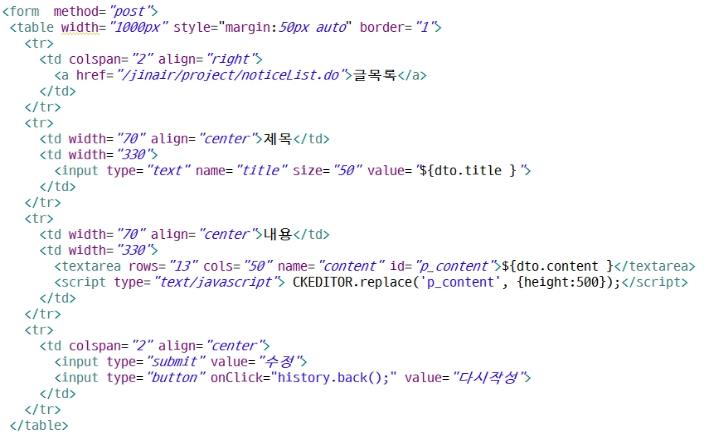 <form  method="post">
 <table width="1000px" style="margin:50px auto" border="1">
   <tr>
     <td colspan="2" align="right">
       <a href="/jinair/project/noticeList.do">글목록</a>
     </td>
   </tr>
   <tr>
     <td width="70" align="center">제목</td>
     <td width="330">
       <input type="text" name="title" size="50" value="${dto.title }">
     </td>
 </tr>
   <tr>
     <td width="70" align="center">내용</td>
     <td width="330">
       <textarea rows="13" cols="50" name="content" id="p_content">${dto.content }</textarea>
       <script type="text/javascript"> CKEDITOR.replace('p_content', {height:500});</script>
     </td>
   </tr>
   <tr>
     <td colspan="2" align="center">
       <input type="submit" value="수정">
       <input type="button" onClick="history.back();" value="다시작성">
     </td>
   </tr>
 </table>